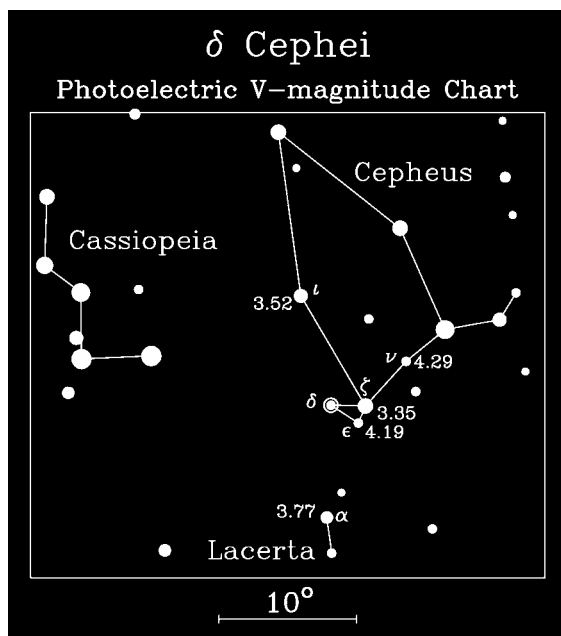 δ Cephei
Photoelectric V-magnitude Chart
Cepheus
Cassiopeia
ι
3.52
ν
4.29
ζ
δ
3.35
ϵ
4.19
3.77
α
Lacerta
10°